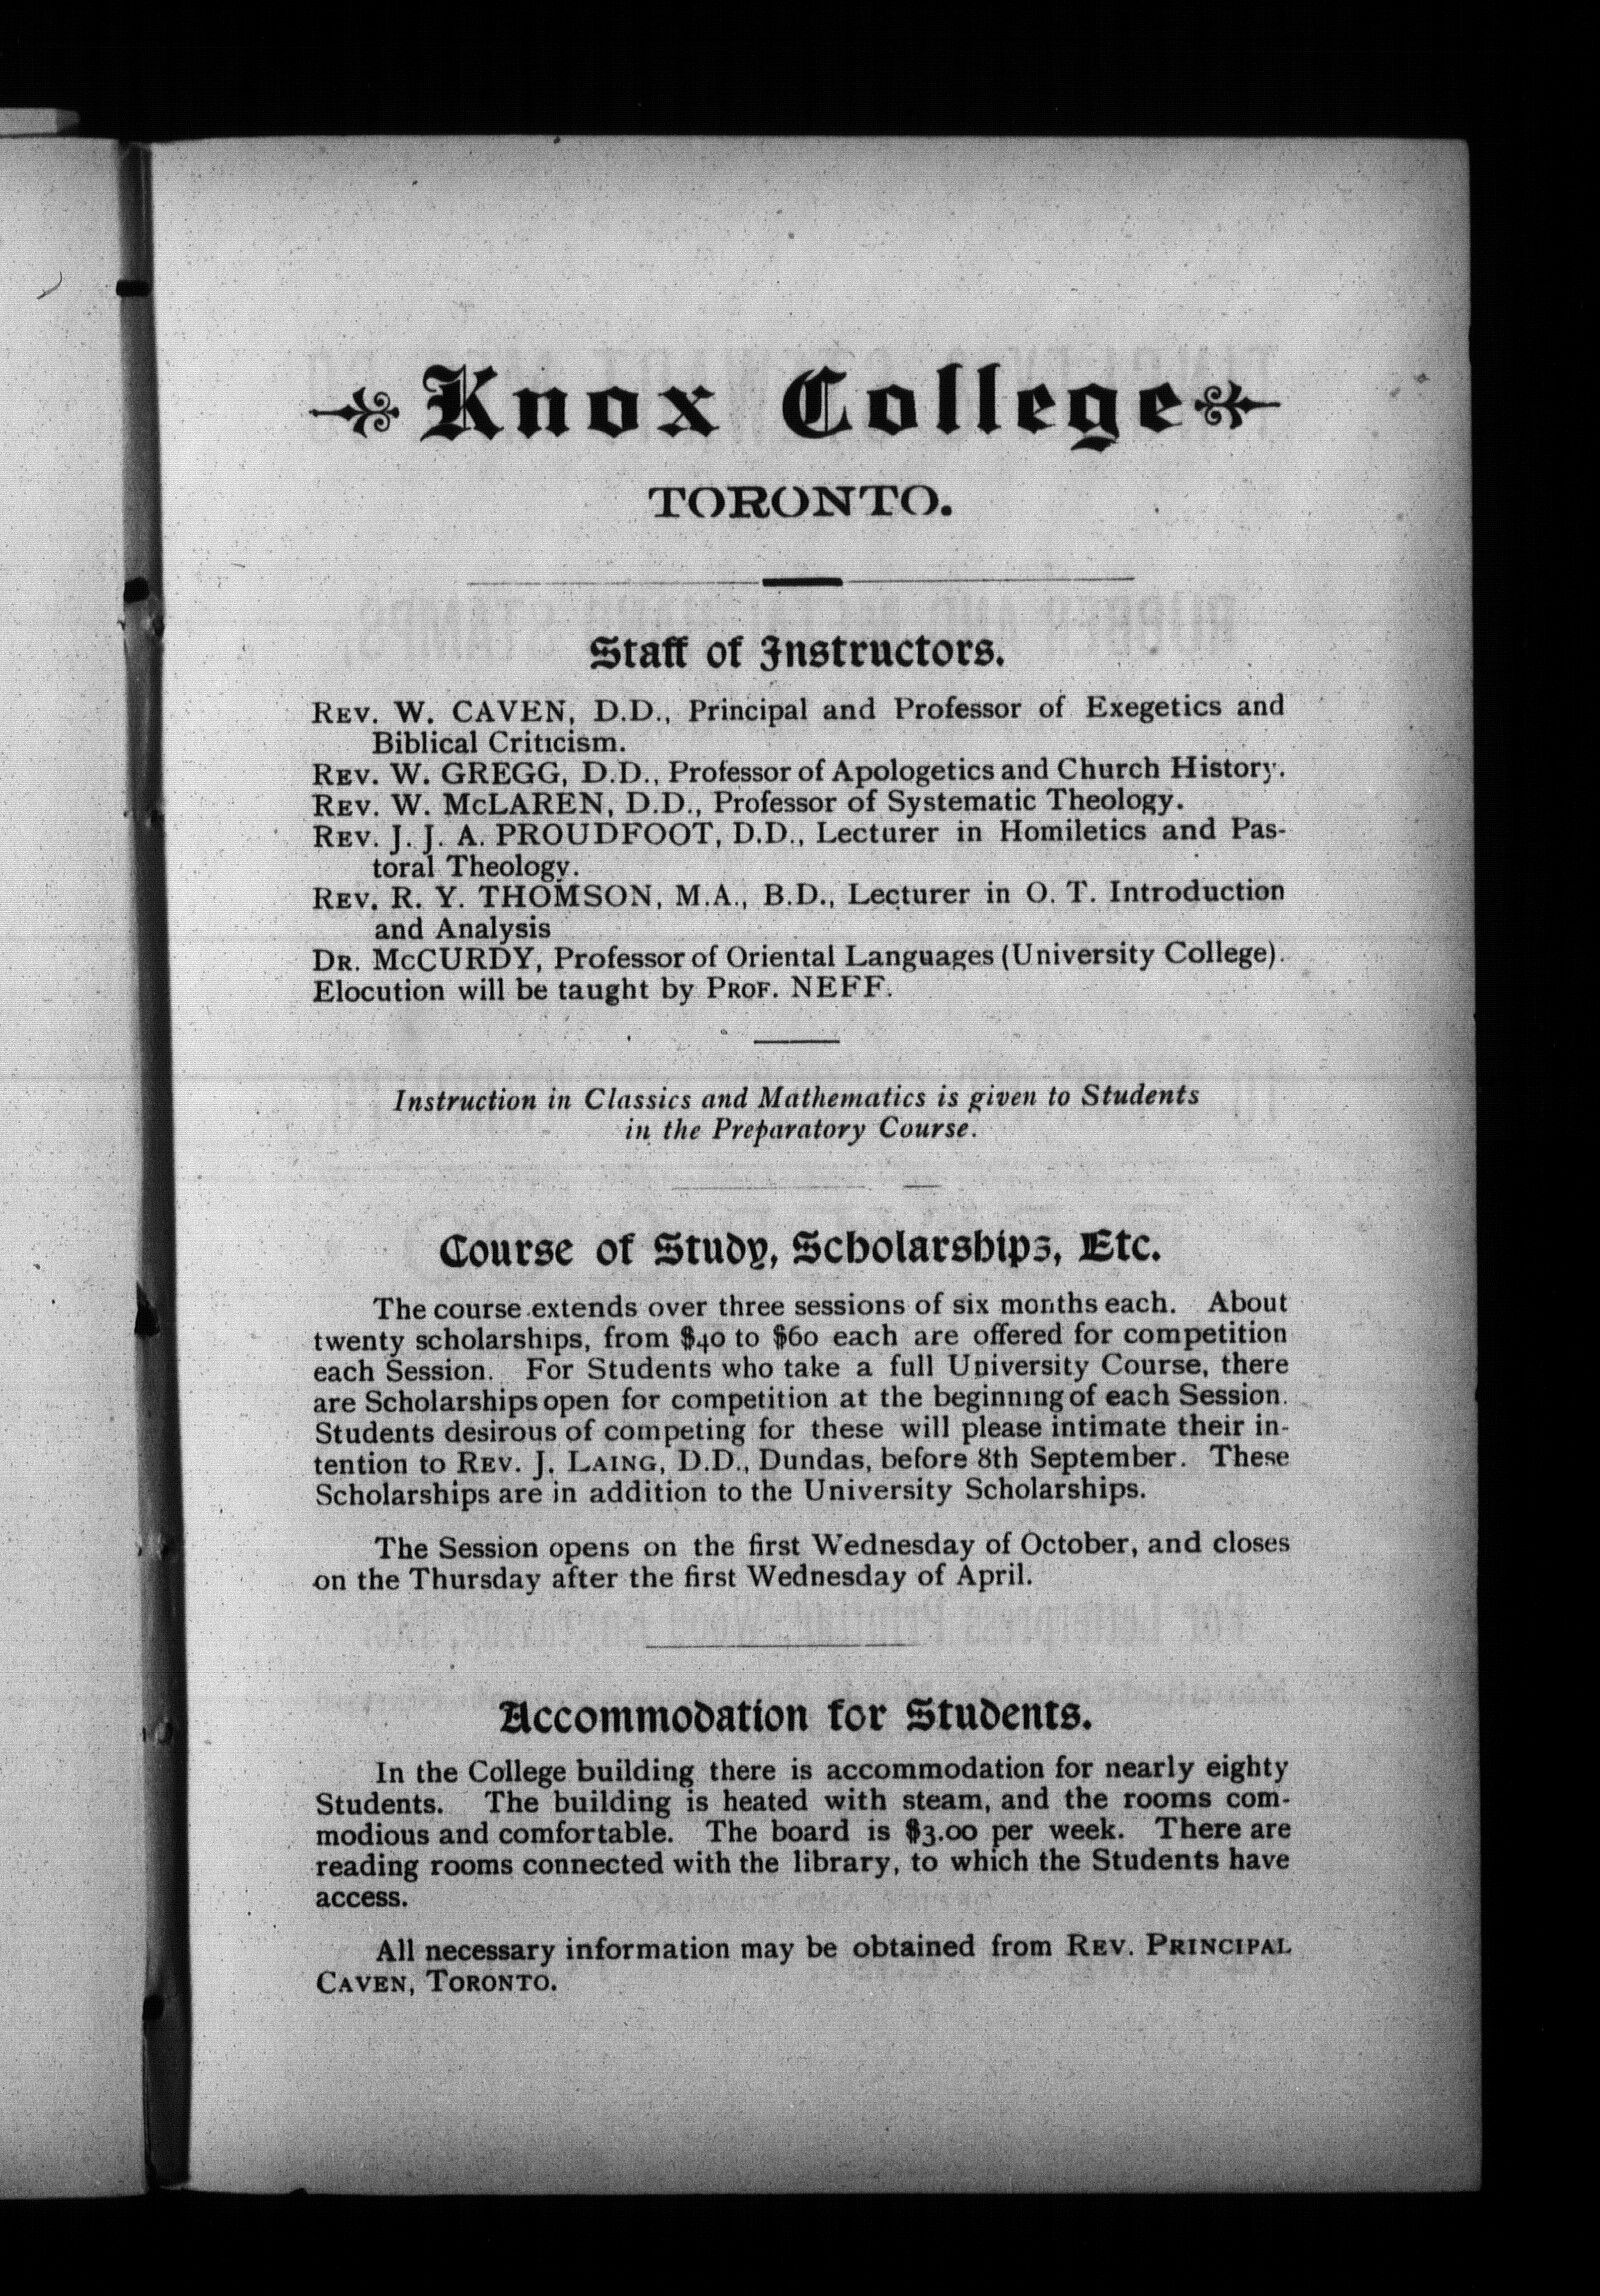 Knox College
TORONTO.
Staff of Instructors.
REV. W. CAVEN, D.D., Principal and Professor of Exegetics and
Biblical Criticism.
REV. W. GREGG, D.D., Professor of Apologetics and Church History.
REV. W. McLAREN, D.D., Professor of Systematic Theology.
REV. J. J. A. PROUDFOOT, D.D., Lecturer in Homiletics and Pas-
toral Theology.
REV. R. Y. THOMSON, M.A., B.D., Lecturer in O. T. Introduction
and Analysis
DR. McCURDY, Professor of Oriental Languages (University College).
Elocution will be taught by PROF. NEFF.
Instruction in Classics and Mathematics is given to Students
in the Preparatory Course.
Course of Study, Scholarships, Etc.
The course extends over three sessions of six months each. About
twenty scholarships, from $40 to $60 each are offered for competition
each Session. For Students who take a full University Course, there
are Scholarships open for competition at the beginning of each Session.
Students desirous of competing for these will please intimate their in-
tention to REV. J. LAING, D.D., Dundas, before 8th September. These
Scholarships are in addition to the University Scholarships.
The Session opens on the first Wednesday of October, and closes
on the Thursday after the first Wednesday of April.
Accommodation for Students.
In the College building there is accommodation for nearly eighty
Students. The building is heated with steam, and the rooms com-
modious and comfortable. The board is $3.00 per week. There are
reading rooms connected with the library, to which the Students have
access.
All necessary information may be obtained from REV. PRINCIPAL
CAVEN, TORONTO.